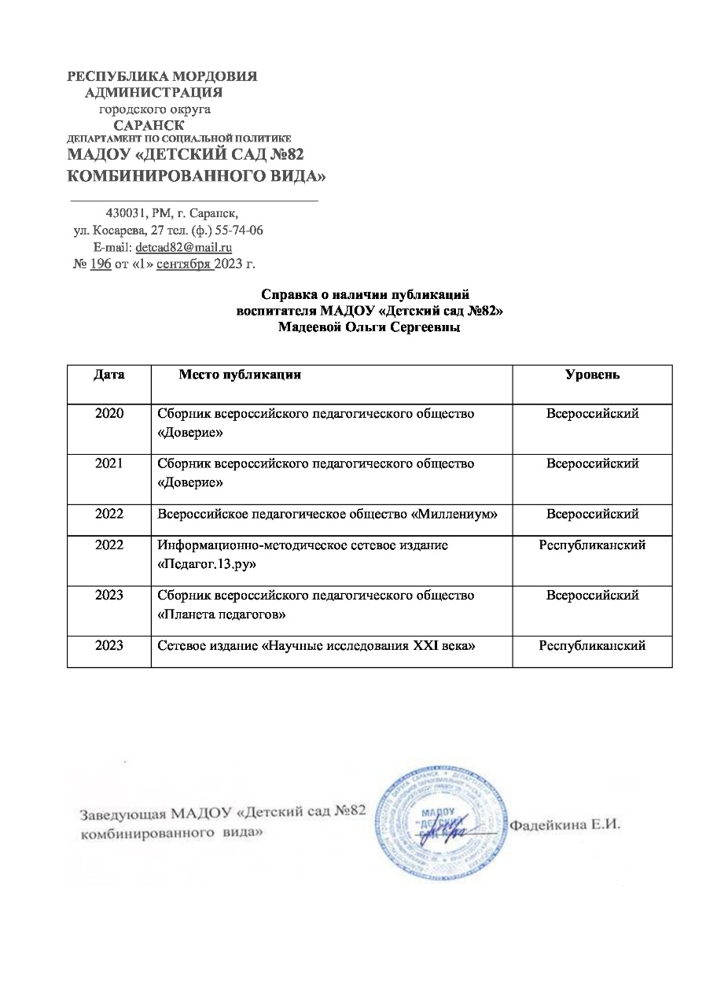 РЕСПУБЛИКА МОРДОВИЯ
АДМИНИСТРАЦИЯ
городского округа
САРАНСК
ДЕПАРТАМЕНТ ПО СОЦИАЛЬНОЙ ПОЛИТИКЕ
МАДОУ «ДЕТСКИЙ САД №82
КОМБИНИРОВАННОГО ВИДА»
430031, РМ, г. Саранск,
ул. Косарева, 27 тел. (ф.) 55-74-06
E-mail: detcad82@mail.ru
№ 196 от «1» сентября 2023 г.
Справка о наличии публикаций
воспитателя МАДОУ «Детский сад №82»
Мадеевой Ольги Сергеевны
Дата Место публикации Уровень
2020 Сборник всероссийского педагогического общество Всероссийский
«Доверие»
2021 Сборник всероссийского педагогического общество Всероссийский
«Доверие»
2022 Всероссийское педагогическое общество «Миллениум» Всероссийский
2022 Информационно-методическое сетевое издание Республиканский
«Педагог.13.ру»
2023 Сборник всероссийского педагогического общество Всероссийский
«Планета педагогов»
2023 Сетевое издание «Научные исследования XXI века» Республиканский
Заведующая МАДОУ «Детский сад №82
комбинированного вида»
МАДОУ
"ДЕТСКИЙ
Фадейкина Е.И.